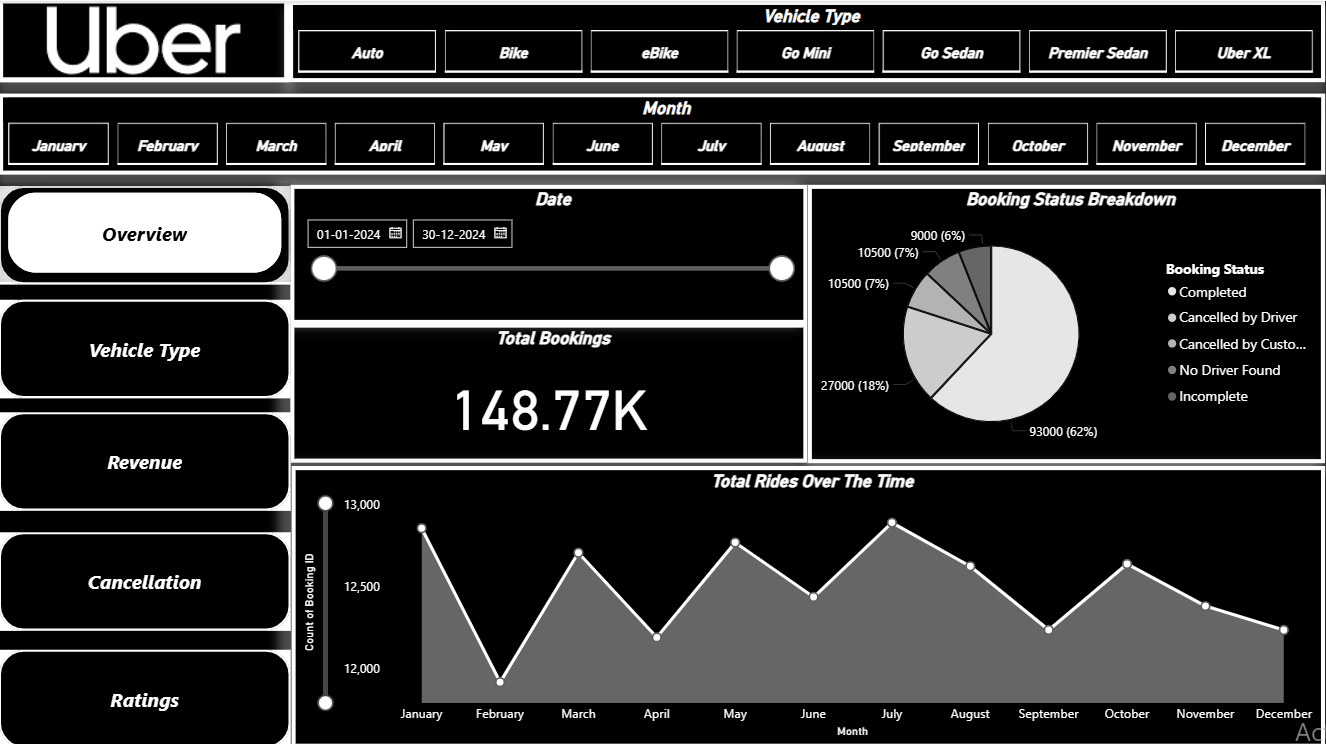 Uber
Vehicle Type
Auto
Bike
eBike
Go Mini
Go Sedan
Premier Sedan
Uber XL
Month
January
February
March
April
May
June
July
August
September
October
November
December
Overview
Vehicle Type
Revenue
Cancellation
Ratings
Date
01-01-2024
30-12-2024
Total Bookings
148.77K
Booking Status Breakdown
9000 (6%)
10500 (7%)
10500 (7%)
27000 (18%)
93000 (62%)
Booking Status
Completed
Cancelled by Driver
Cancelled by Custo...
No Driver Found
Incomplete
Total Rides Over The Time
Count of Booking ID
13,000
12,500
12,000
January
February
March
April
May
June
July
August
September
October
November
December
Month
Ac